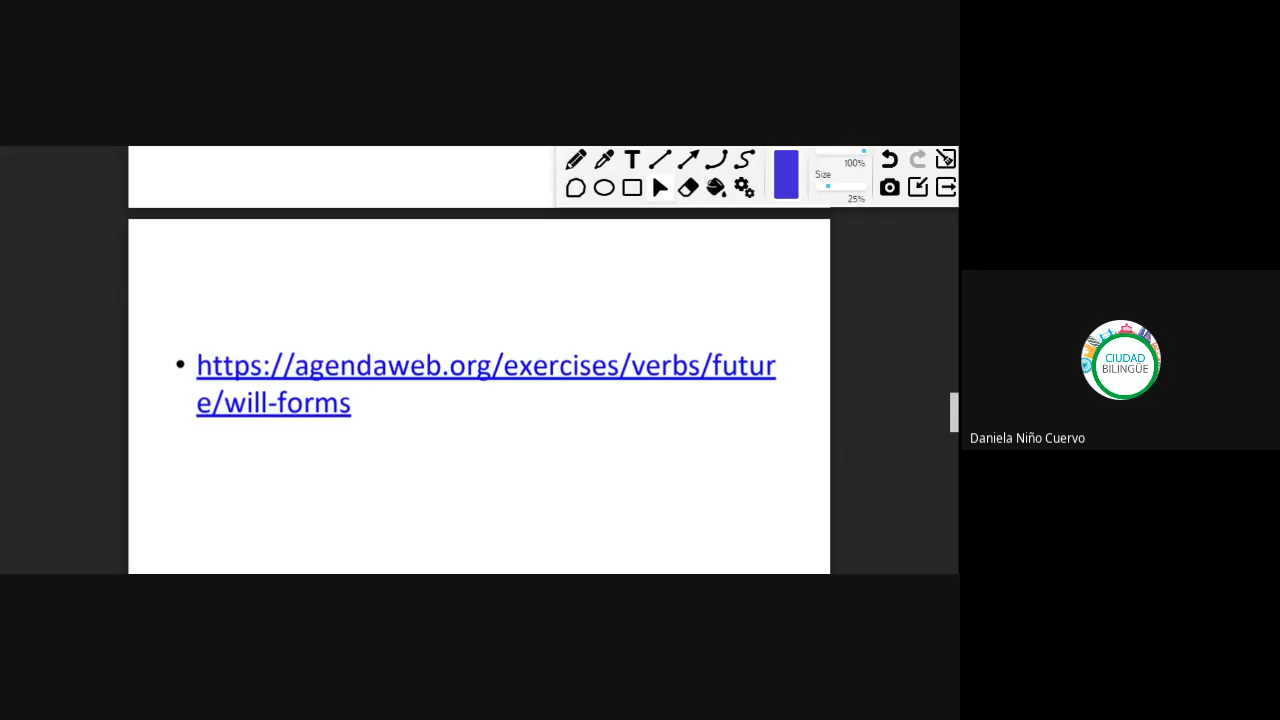 100%
Size
25%
• https://agendaweb.org/exercises/verbs/futur
e/will-forms
CIUDAD
BILINGÜE
Daniela Niño Cuervo